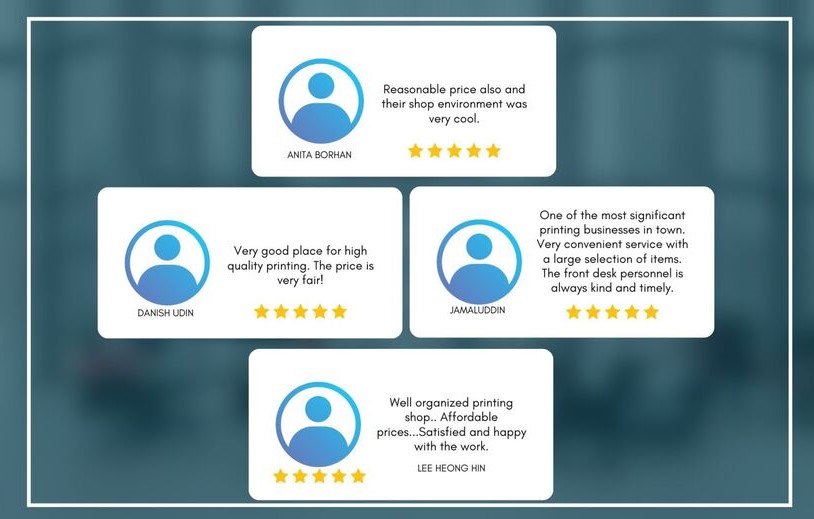 Reasonable price also and
their shop environment was
very cool.
ANITA BORHAN
Very good place for high
quality printing. The price is
very fair!
DANISH UDIN
One of the most significant
printing businesses in town.
Very convenient service with
a large selection of items.
The front desk personnel is
always kind and timely.
JAMALUDDIN
Well organized printing
shop.. Affordable
prices...Satisfied and happy
with the work.
LEE HEONG HIN